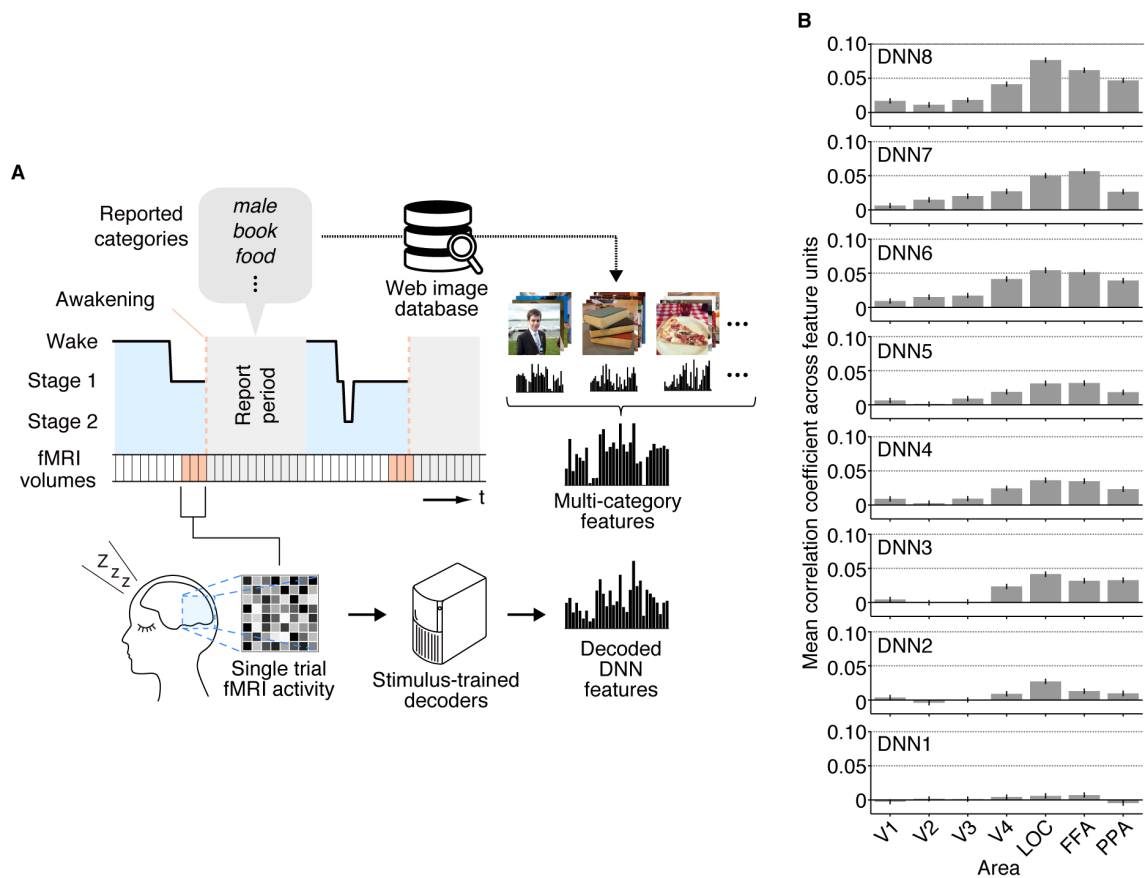 A
Reported
categories
male
book
food
⋮
Web image
database
Awakening
Wake
Stage 1
Stage 2
Report
period
fMRI
volumes
t
...
...
Multi-category
features
Z Z Z
Single trial
fMRI activity
Stimulus-trained
decoders
Decoded
DNN
features
B
Mean correlation coefficient across feature units
DNN8
0.10
0.05
0
DNN7
0.10
0.05
0
DNN6
0.10
0.05
0
DNN5
0.10
0.05
0
DNN4
0.10
0.05
0
DNN3
0.10
0.05
0
DNN2
0.10
0.05
0
DNN1
0.10
0.05
0
V1 V2 V3 V4 LOC FFA PPA
Area